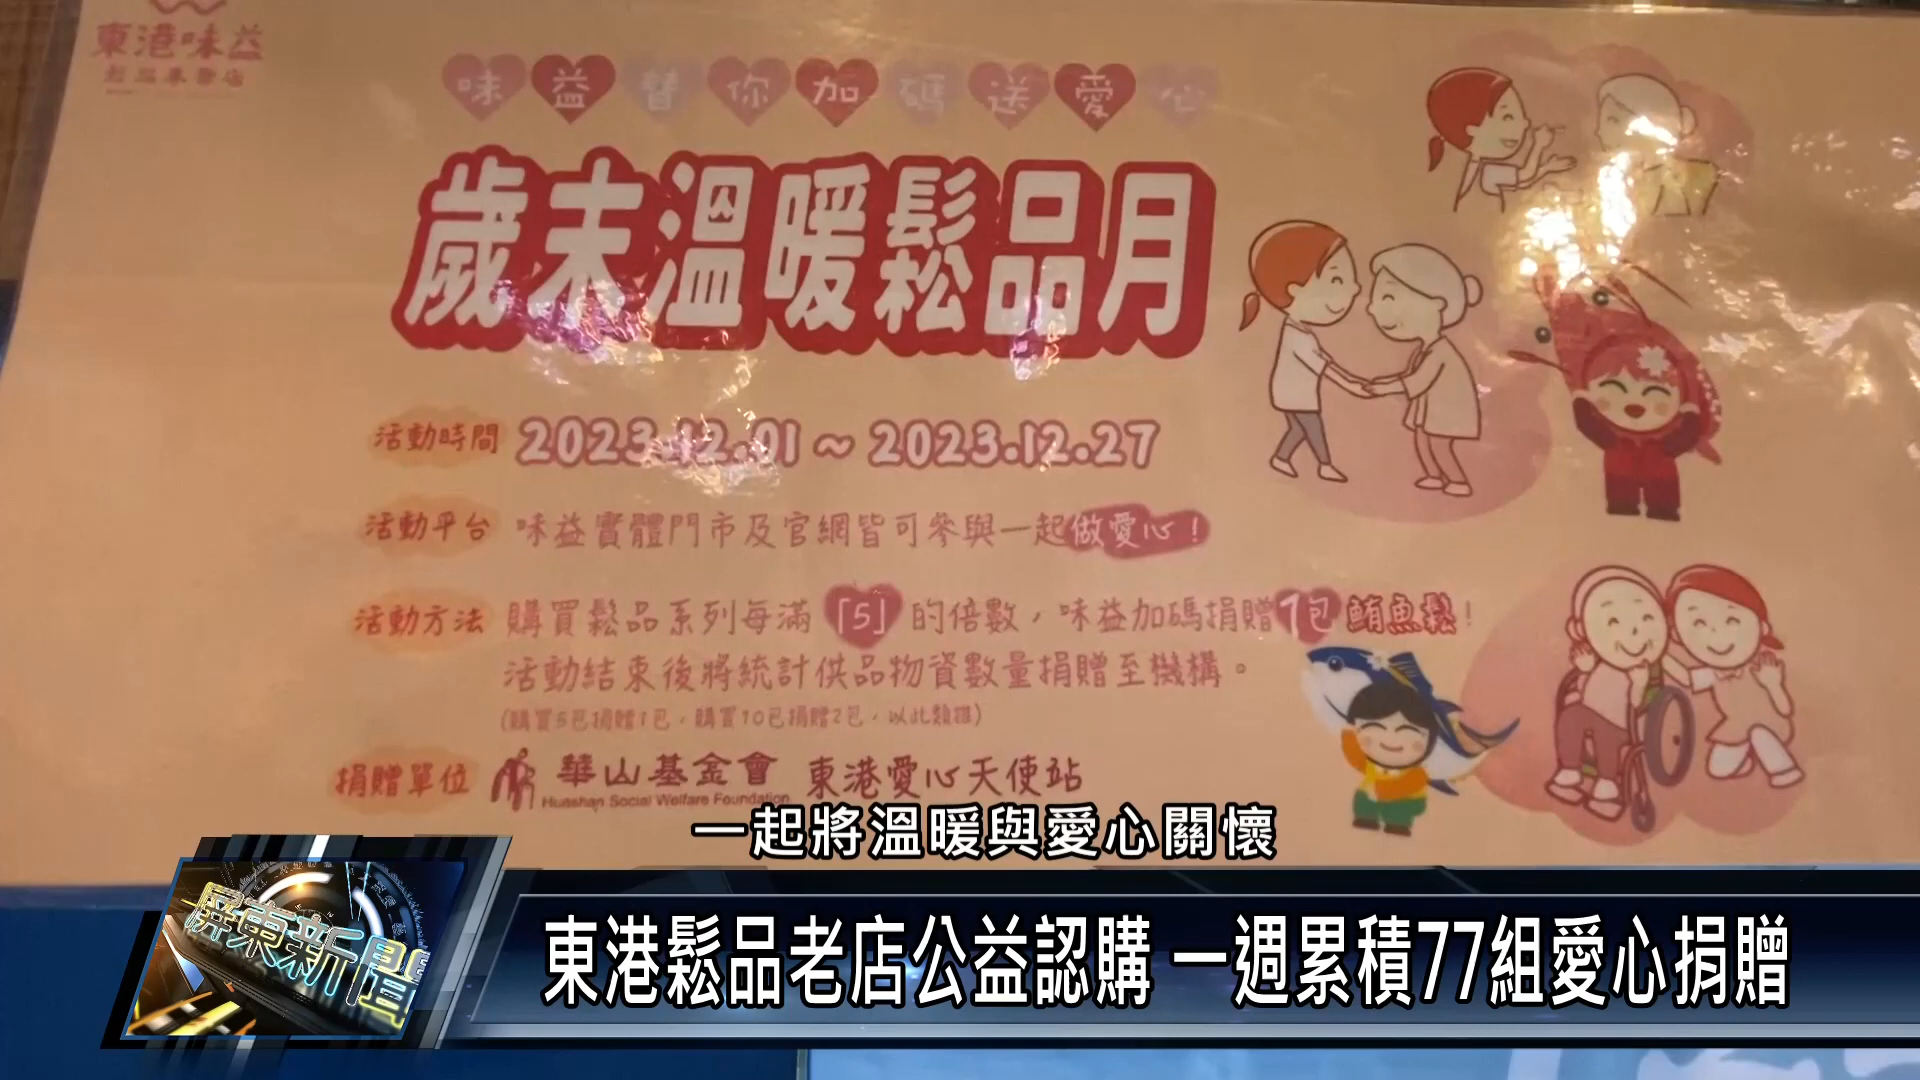 東港味益
鬆品專賣店
味益替你加碼送愛心
歲末溫暖鬆品月
活動時間 2023.12.01 ~ 2023.12.27
活動平台 味益實體門市及官網皆可參與一起做愛心！
活動方法 購買鬆品系列每滿「5」的倍數，味益加碼捐贈1包鮪魚鬆！
活動結束後將統計供品物資數量捐贈至機構。
(購買5包捐贈1包，購買10包捐贈2包，以此類推)
捐贈單位 華山基金會 東港愛心天使站
Huashan Social Welfare Foundation
一起將溫暖與愛心關懷
屏東新聞
東港鬆品老店公益認購 一週累積77組愛心捐贈